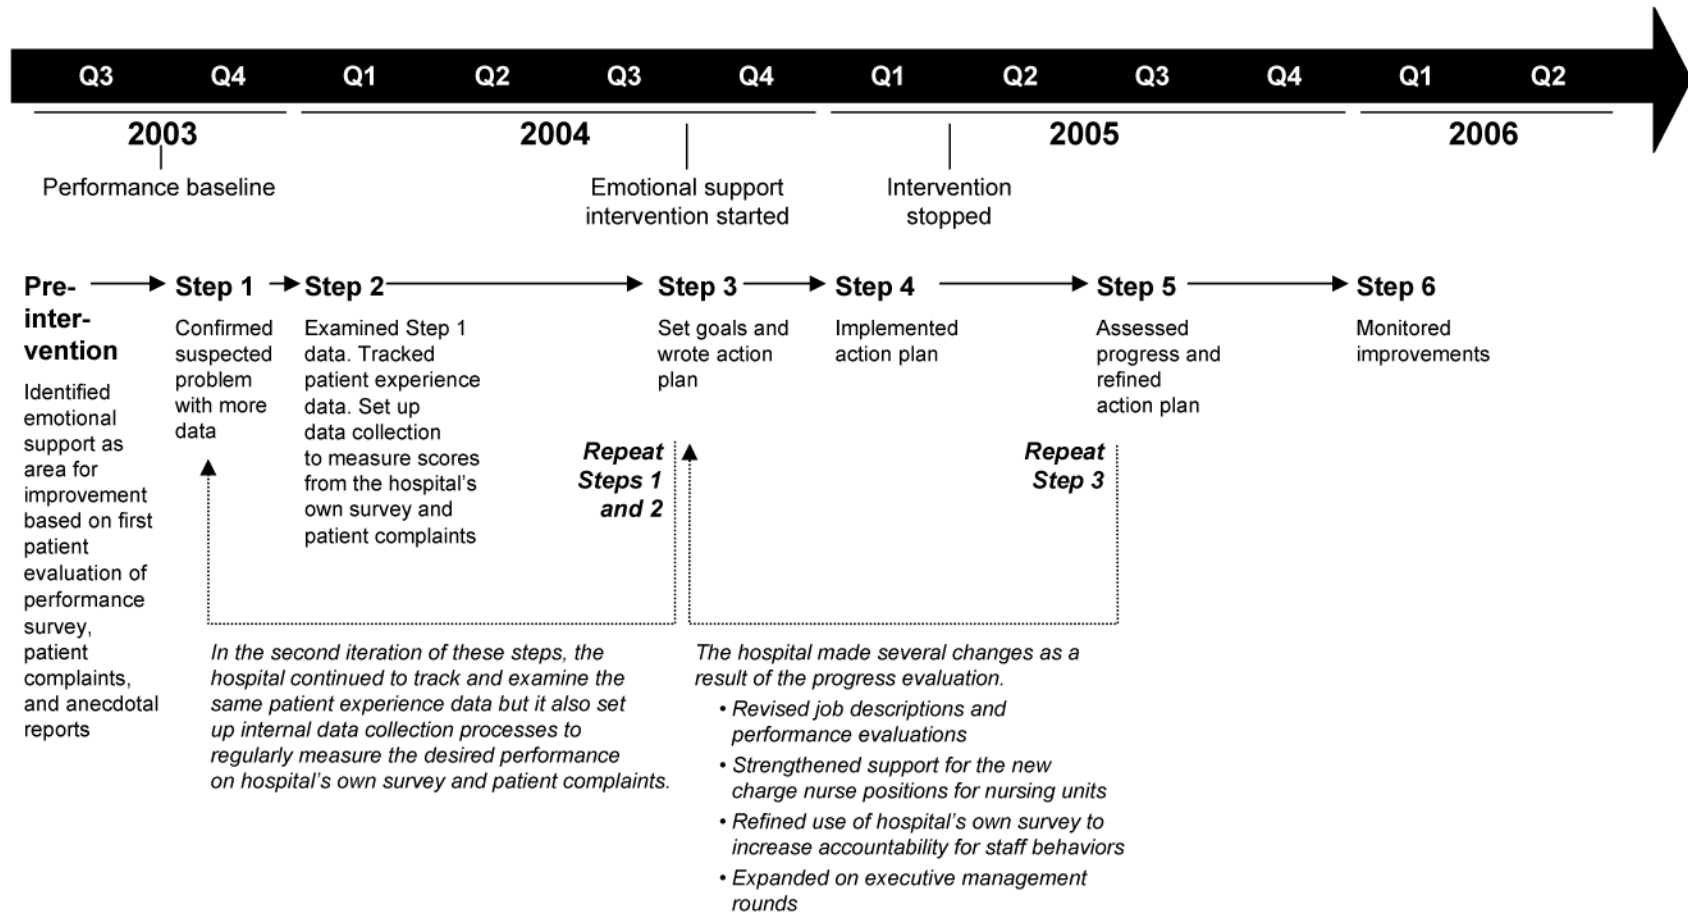 Q3 Q4 Q1 Q2 Q3 Q4 Q1 Q2 Q3 Q4 Q1 Q2
2003 2004 2005 2006
Performance baseline
Emotional support
intervention started
Intervention
stopped
Pre-
inter-
vention
Identified
emotional
support as
area for
improvement
based on first
patient
evaluation of
performance
survey,
patient
complaints,
and anecdotal
reports
Step 1
Confirmed
suspected
problem
with more
data
Step 2
Examined Step 1
data. Tracked
patient experience
data. Set up
data collection
to measure scores
from the hospital's
own survey and
patient complaints
Repeat
Steps 1
and 2
Step 3
Set goals and
wrote action
plan
Step 4
Implemented
action plan
Step 5
Assessed
progress and
refined
action plan
Repeat
Step 3
Step 6
Monitored
improvements
In the second iteration of these steps, the
hospital continued to track and examine the
same patient experience data but it also set
up internal data collection processes to
regularly measure the desired performance
on hospital's own survey and patient complaints.
The hospital made several changes as a
result of the progress evaluation.
• Revised job descriptions and
performance evaluations
• Strengthened support for the new
charge nurse positions for nursing units
• Refined use of hospital's own survey to
increase accountability for staff behaviors
• Expanded on executive management
rounds